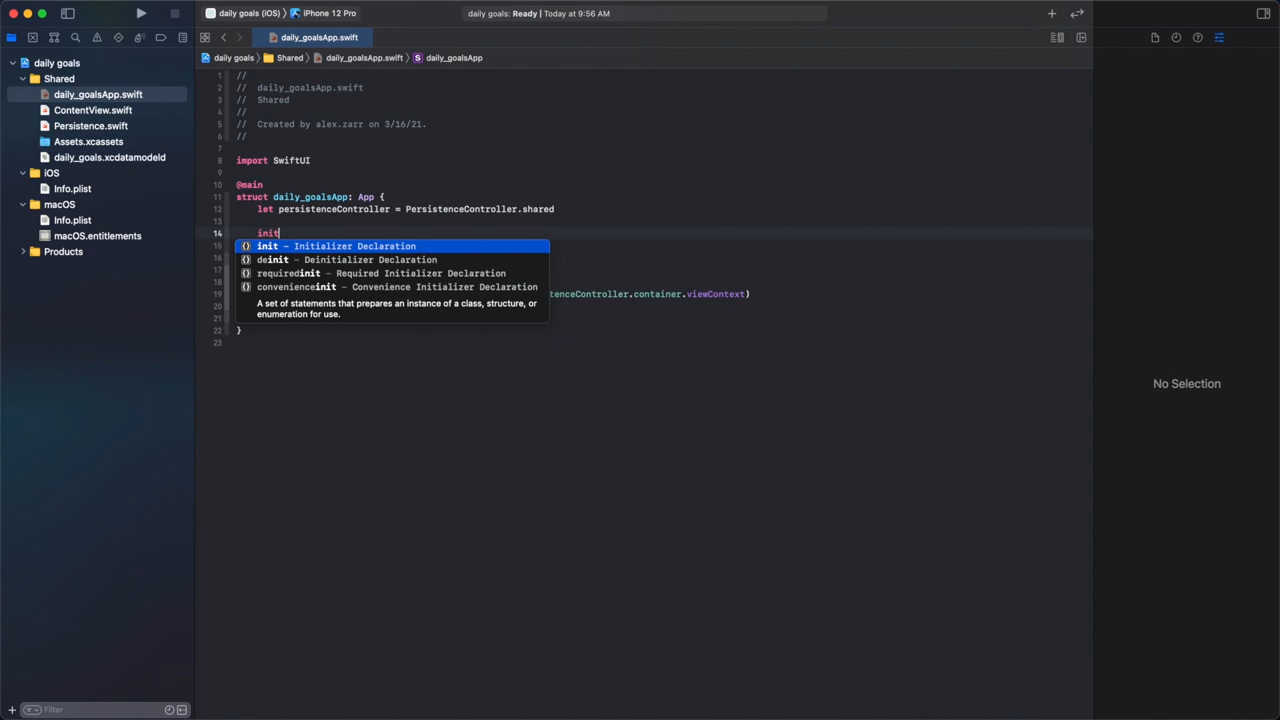 daily goals (iOS) 〉 iPhone 12 Pro
daily goals: Ready | Today at 9:56 AM
daily_goalsApp.swift
daily goals 〉 Shared 〉 daily_goalsApp.swift 〉 S daily_goalsApp
daily goals
Shared
daily_goalsApp.swift
ContentView.swift
Persistence.swift
Assets.xcassets
daily_goals.xcdatamodeld
iOS
Info.plist
macOS
Info.plist
macOS.entitlements
Products
Filter
1 //
2 //  daily_goalsApp.swift
3 //  Shared
4 //
5 //  Created by alex.zarr on 3/16/21.
6 //
7
8 import SwiftUI
9
10 @main
11 struct daily_goalsApp: App {
12 let persistenceController = PersistenceController.shared
13
14 init
15 {} init – Initializer Declaration
16 {} deinit – Deinitializer Declaration
17 {} requiredinit – Required Initializer Declaration
18 {} convenienceinit – Convenience Initializer Declaration
19 tenceController.container.viewContext)
20 A set of statements that prepares an instance of a class, structure, or
21 enumeration for use.
22 }
23
No Selection